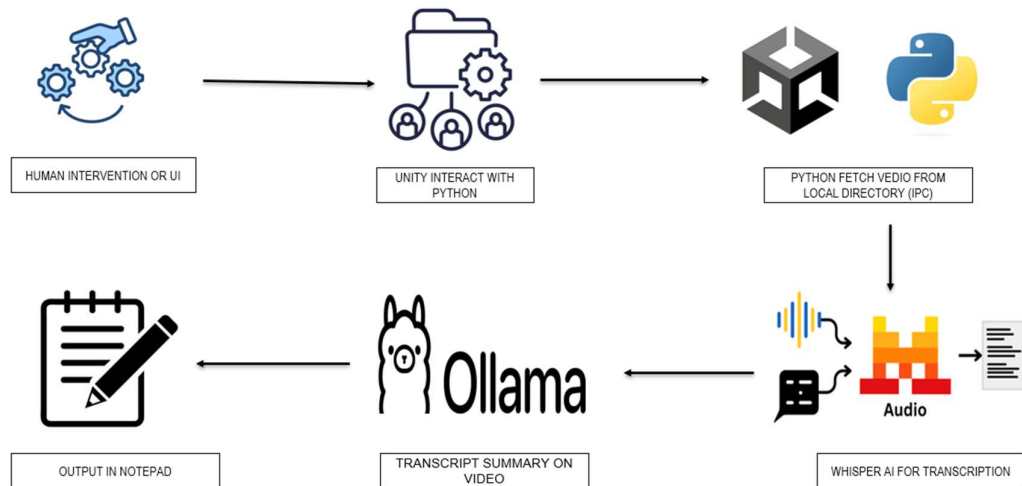 HUMAN INTERVENTION OR UI
UNITY INTERACT WITH
PYTHON
PYTHON FETCH VEDIO FROM
LOCAL DIRECTORY (IPC)
Ollama
Audio
OUTPUT IN NOTEPAD
TRANSCRIPT SUMMARY ON
VIDEO
WHISPER AI FOR TRANSCRIPTION